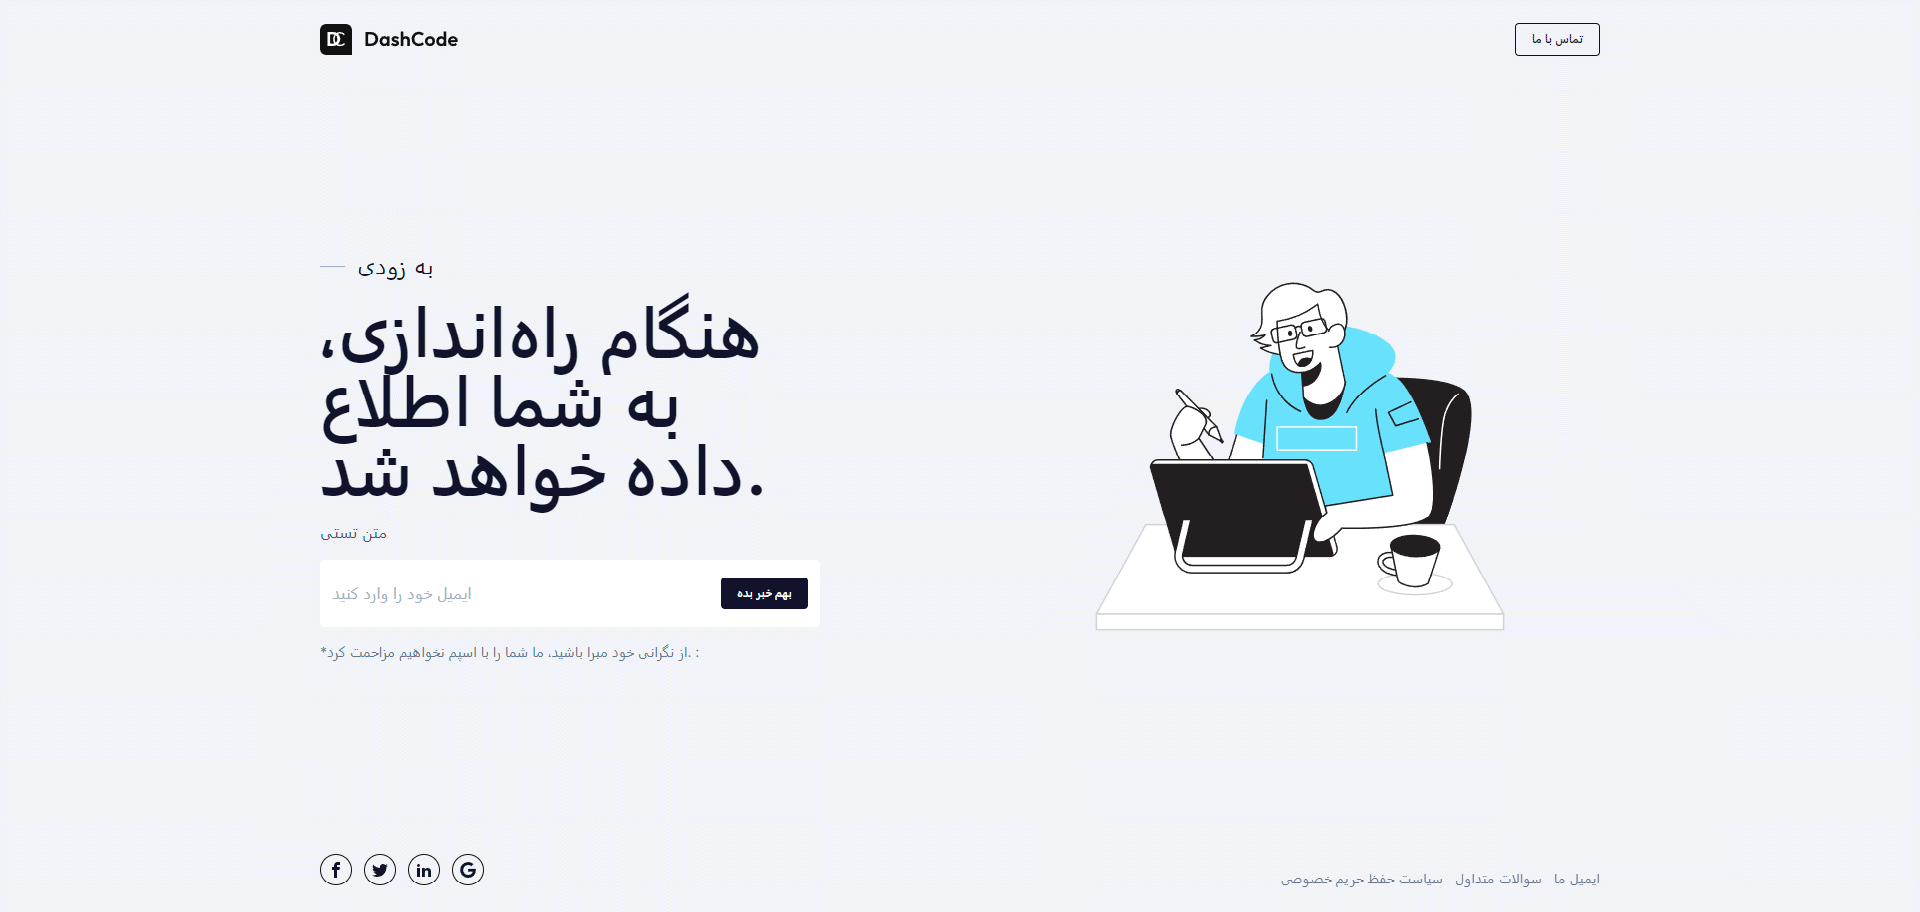 DC DashCode
تماس با ما
به زودی
هنگام راه‌اندازی،
به شما اطلاع
داده خواهد شد.
متن تستی
ایمیل خود را وارد کنید
بهم خبر بده
*از نگرانی خود مبرا باشید، ما شما را با اسپم نخواهیم مزاحمت کرد. :
f in G
ایمیل ما سوالات متداول سیاست حفظ حریم خصوصی